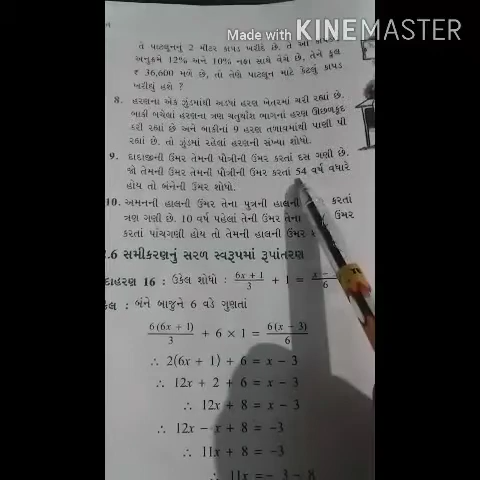 Made with KINEMASTER
તે પાટલૂનનું 2 મીટર કાપડ ખરીદે છે. તે આ
અનુક્રમે 12% અને 10% નફા સાથે વેચે છે, તેને કુલ
₹ 36,600 મળે છે, તો તેણે પાટલૂન માટે કેટલું કાપડ
ખરીદ્યું હશે ?
8. હરણના એક ઝુંડમાંથી અડધાં હરણ ખેતરમાં ચરી રહ્યાં છે.
બાકી બચેલાં હરણના ત્રણ ચતુર્થાંશ ભાગનાં હરણ ઊછળકૂદ
કરી રહ્યાં છે અને બાકીનાં 9 હરણ તળાવમાંથી પાણી પી
રહ્યાં છે. તો ઝુંડમાં રહેલાં હરણની સંખ્યા શોધો.
9. દાદાજીની ઉંમર તેમની પૌત્રીની ઉંમર કરતાં દસ ગણી છે.
જો તેમની ઉંમર તેમની પૌત્રીની ઉંમર કરતાં 54 વર્ષ વધારે
હોય તો બંનેની ઉંમર શોધો.
10. અમનની હાલની ઉંમર તેના પુત્રની હાલની કરતાં
ત્રણ ગણી છે. 10 વર્ષ પહેલાં તેની ઉંમર તેના ઉંમર
કરતાં પાંચગણી હોય તો તેમની હાલની ઉંમર
2.6 સમીકરણનું સરળ સ્વરૂપમાં રૂપાંતરણ
દાહરણ 16 : ઉકેલ શોધો : (6x + 1)/3 + 1 = (x − )/6
કેલ : બંને બાજુને 6 વડે ગુણતાં
6(6x + 1)/3 + 6 × 1 = 6(x − 3)/6
∴ 2(6x + 1) + 6 = x − 3
∴ 12x + 2 + 6 = x − 3
∴ 12x + 8 = x − 3
∴ 12x − x + 8 = −3
∴ 11x + 8 = −3
∴ 11x = − 3 − 8